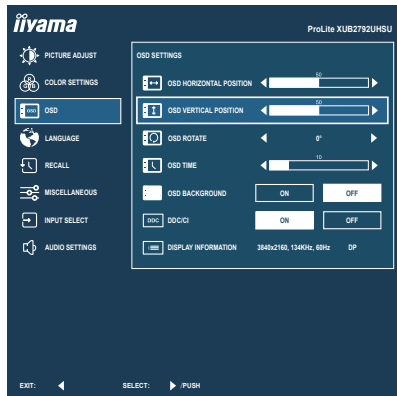 iiyama
ProLite XUB2792UHSU
PICTURE ADJUST
COLOR SETTINGS
OSD OSD
LANGUAGE
RECALL
MISCELLANEOUS
INPUT SELECT
AUDIO SETTINGS
OSD SETTINGS
OSD HORIZONTAL POSITION 50
OSD VERTICAL POSITION 50
OSD ROTATE 0°
OSD TIME 10
OSD BACKGROUND ON OFF
DDC DDC/CI ON OFF
DISPLAY INFORMATION 3840x2160, 134KHz, 60Hz DP
EXIT: SELECT: /PUSH